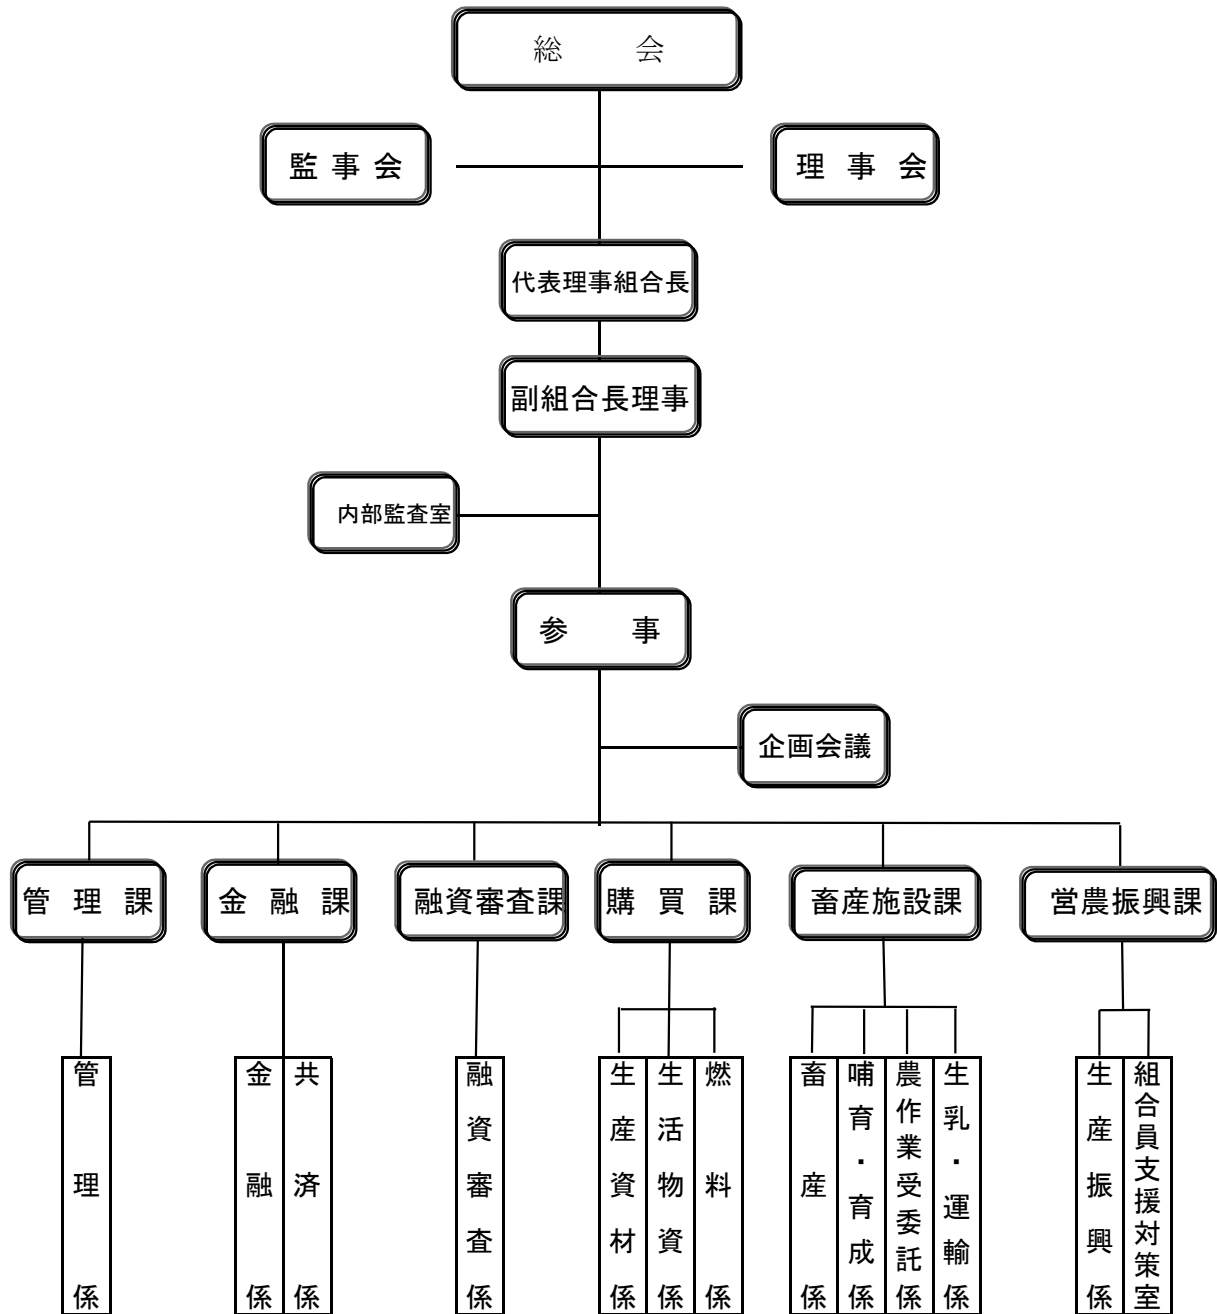 総会
監事会
理事会
代表理事組合長
副組合長理事
内部監査室
参事
企画会議
管理課
金融課
融資審査課
購買課
畜産施設課
営農振興課
管理係
金融係
共済係
融資審査係
生産資材係
生活物資係
燃料係
畜産係
哺育・育成係
農作業受委託係
生乳・運輸係
生産振興係
組合員支援対策室